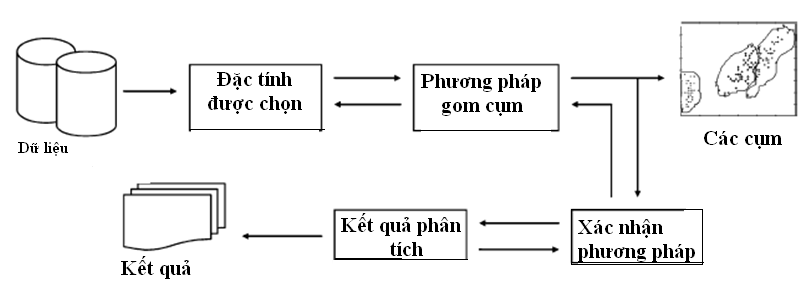 Đặc tính
được chọn
Phương pháp
gom cụm
Dữ liệu
Các cụm
Kết quả phân
tích
Xác nhận
phương pháp
Kết quả